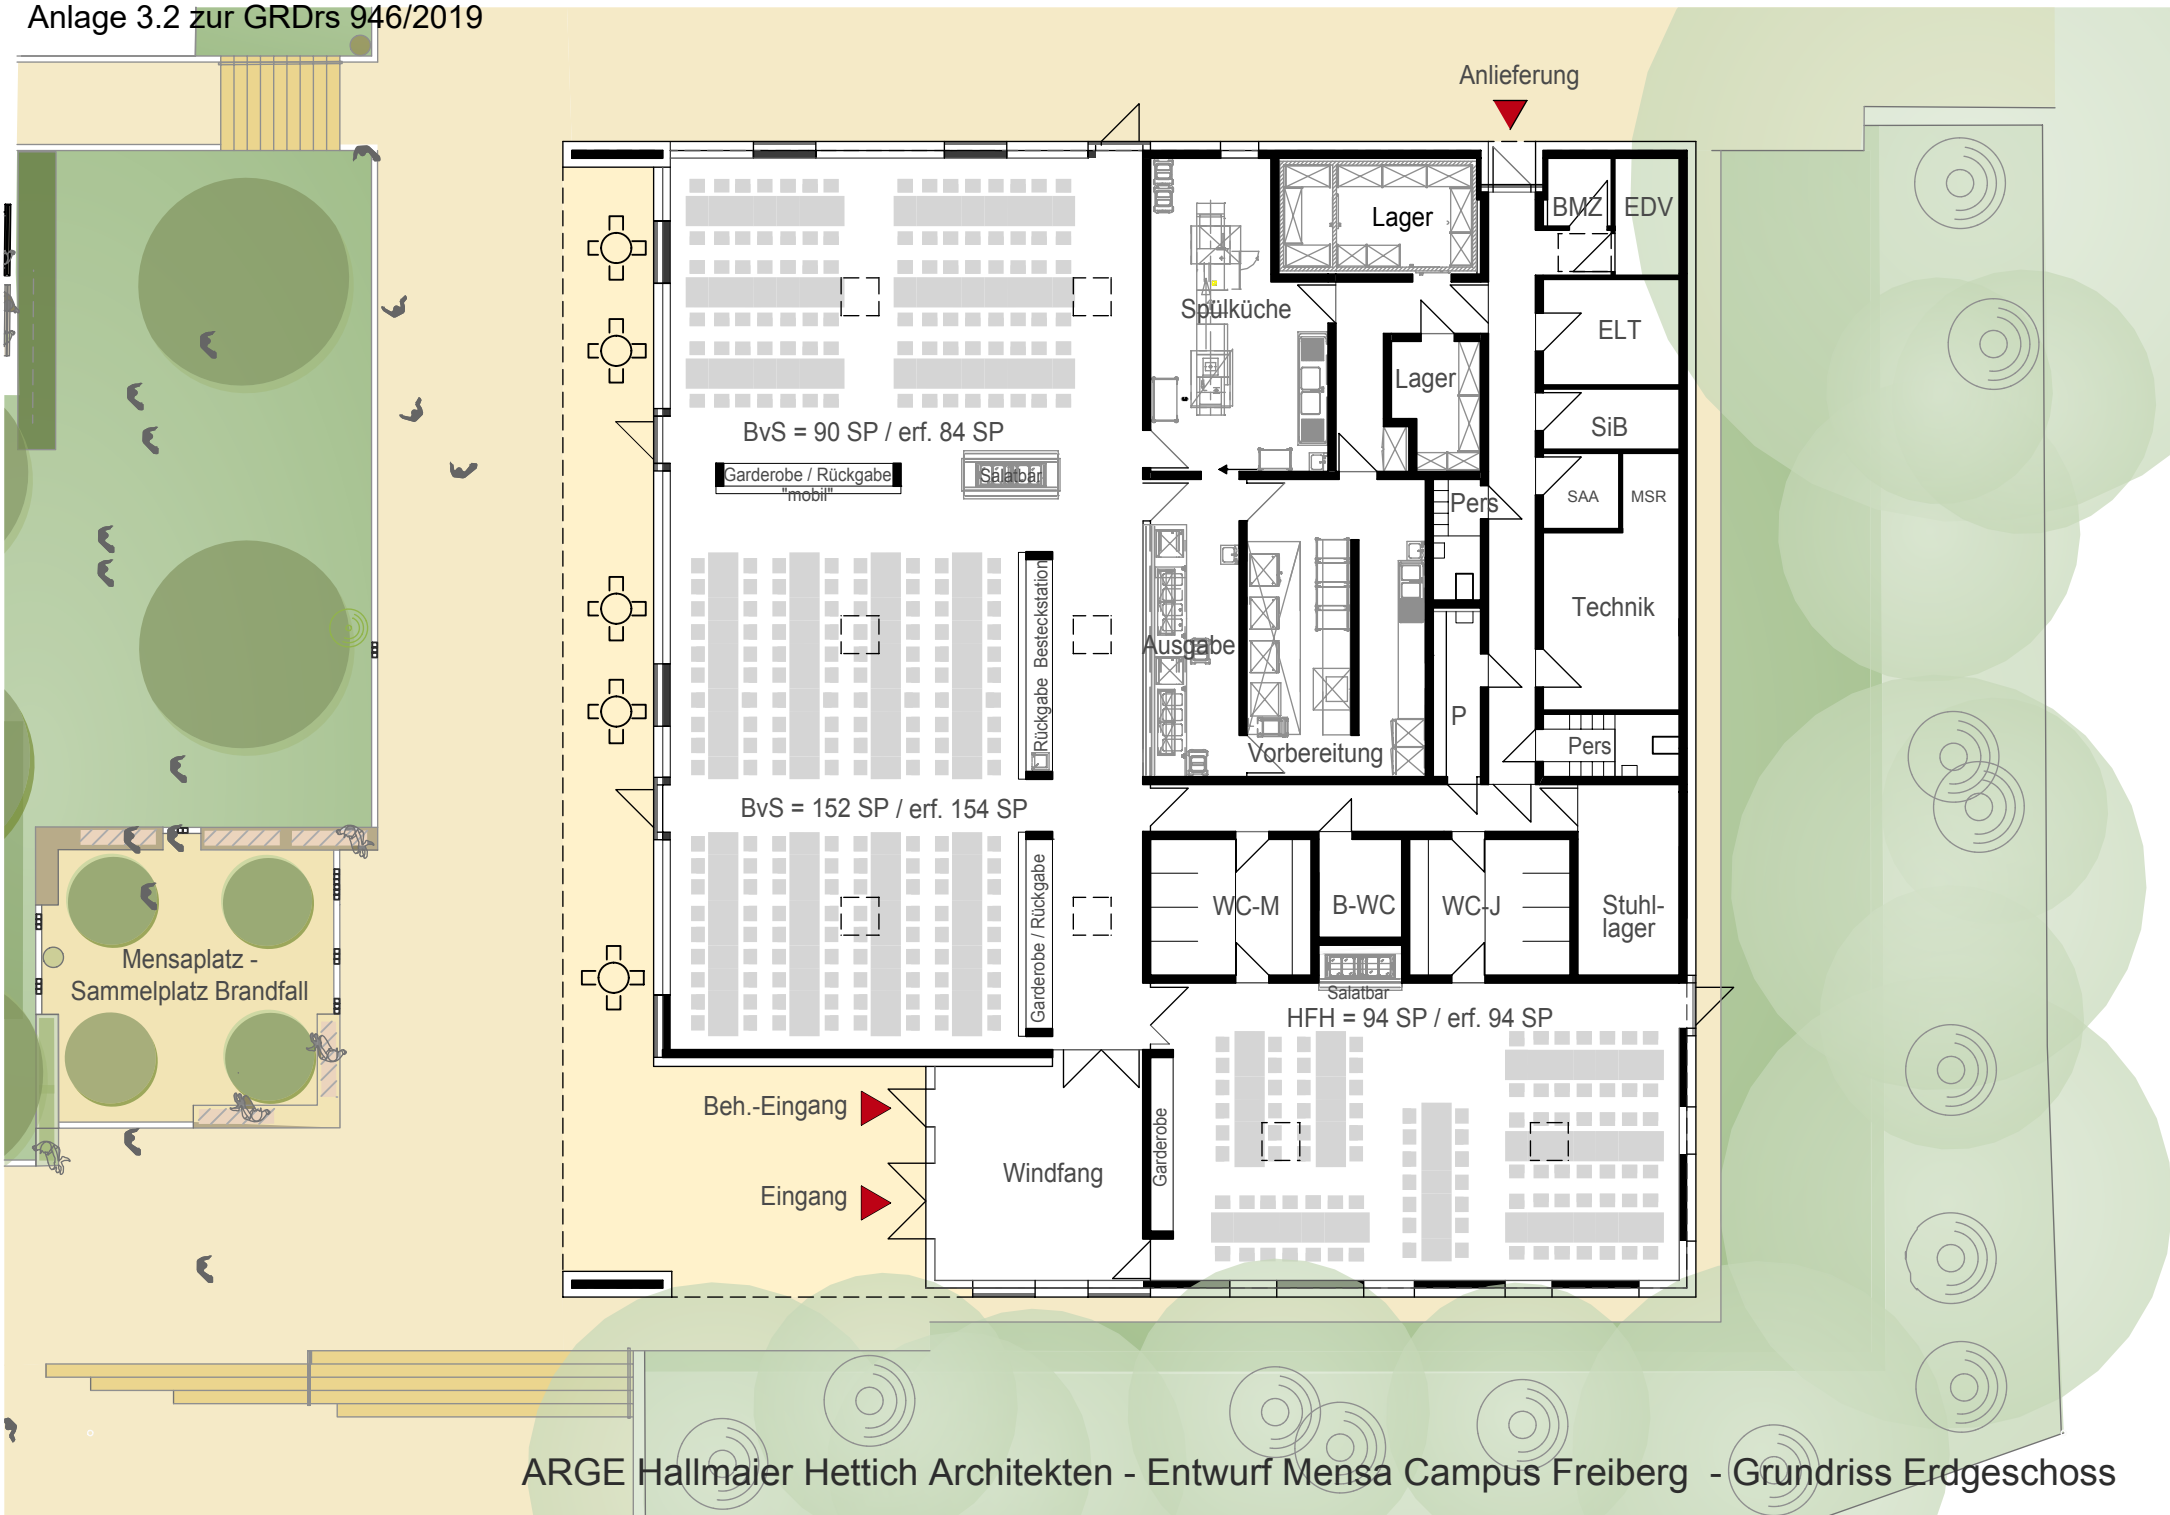 Anlage 3.2 zur GRDrs 946/2019
Anlieferung
BMZ
EDV
Lager
Spülküche
ELT
Lager
SiB
BvS = 90 SP / erf. 84 SP
Garderobe / Rückgabe
"mobil"
Salatbar
Pers
SAA
MSR
Rückgabe Besteckstation
Technik
Ausgabe
P
Vorbereitung
Pers
BvS = 152 SP / erf. 154 SP
Garderobe / Rückgabe
WC-M
B-WC
WC-J
Stuhl-
lager
Mensaplatz -
Sammelplatz Brandfall
Salatbar
HFH = 94 SP / erf. 94 SP
Beh.-Eingang
Garderobe
Windfang
Eingang
ARGE Hallmaier Hettich Architekten - Entwurf Mensa Campus Freiberg - Grundriss Erdgeschoss